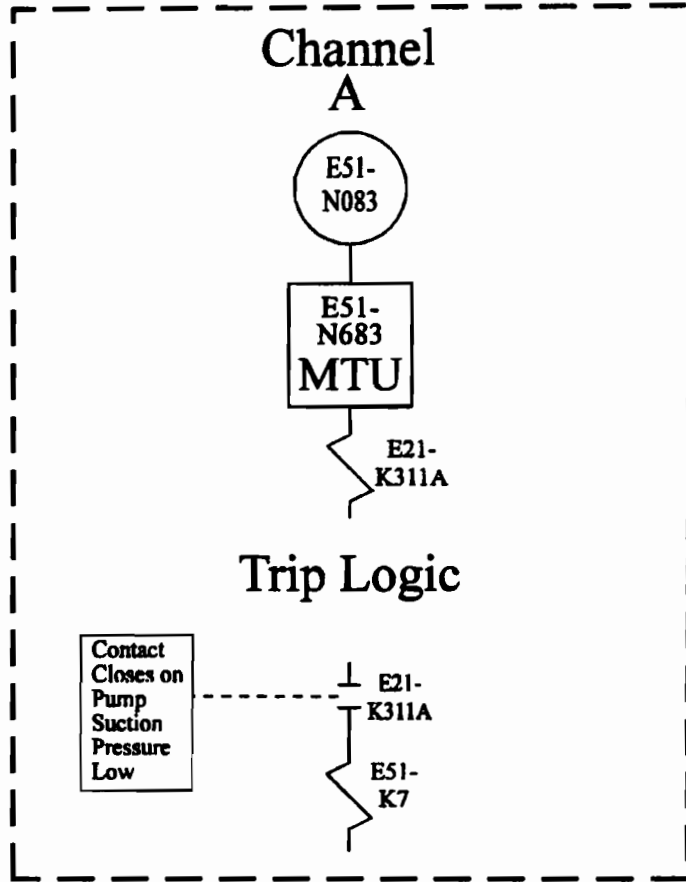 Channel
A
E51-
N083
E51-
N683
MTU
E21-
K311A
Trip Logic
Contact
Closes on
Pump
Suction
Pressure
Low
E21-
K311A
E51-
K7